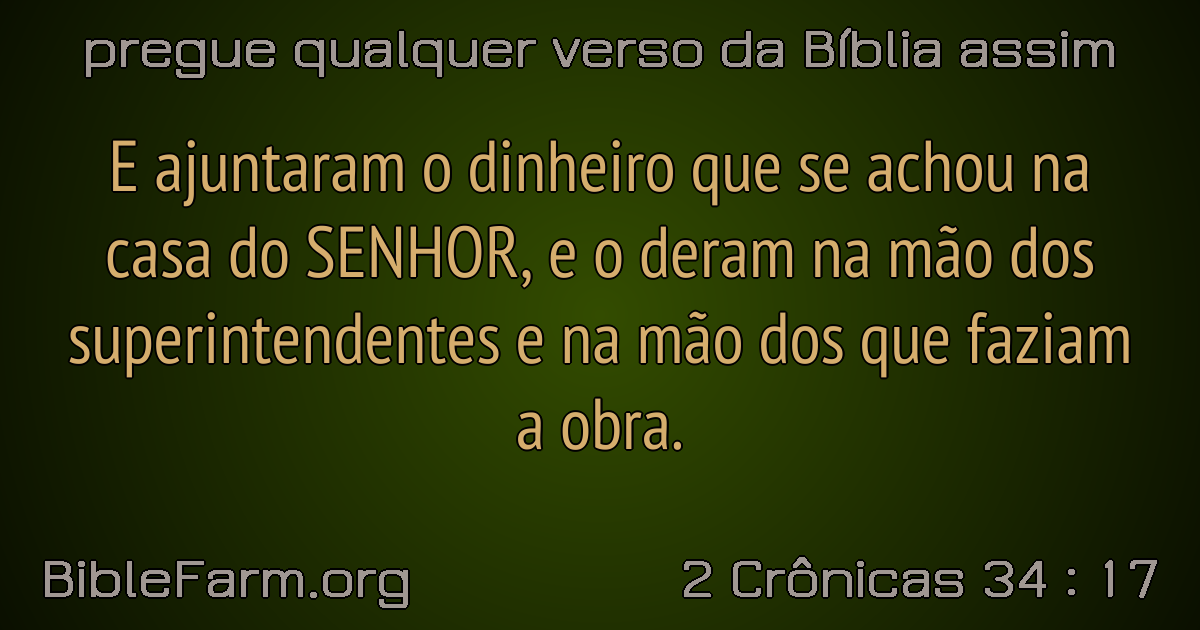 pregue qualquer verso da Bíblia assim
E ajuntaram o dinheiro que se achou na
casa do SENHOR, e o deram na mão dos
superintendentes e na mão dos que faziam
a obra.
BibleFarm.org
2 Crônicas 34 : 17